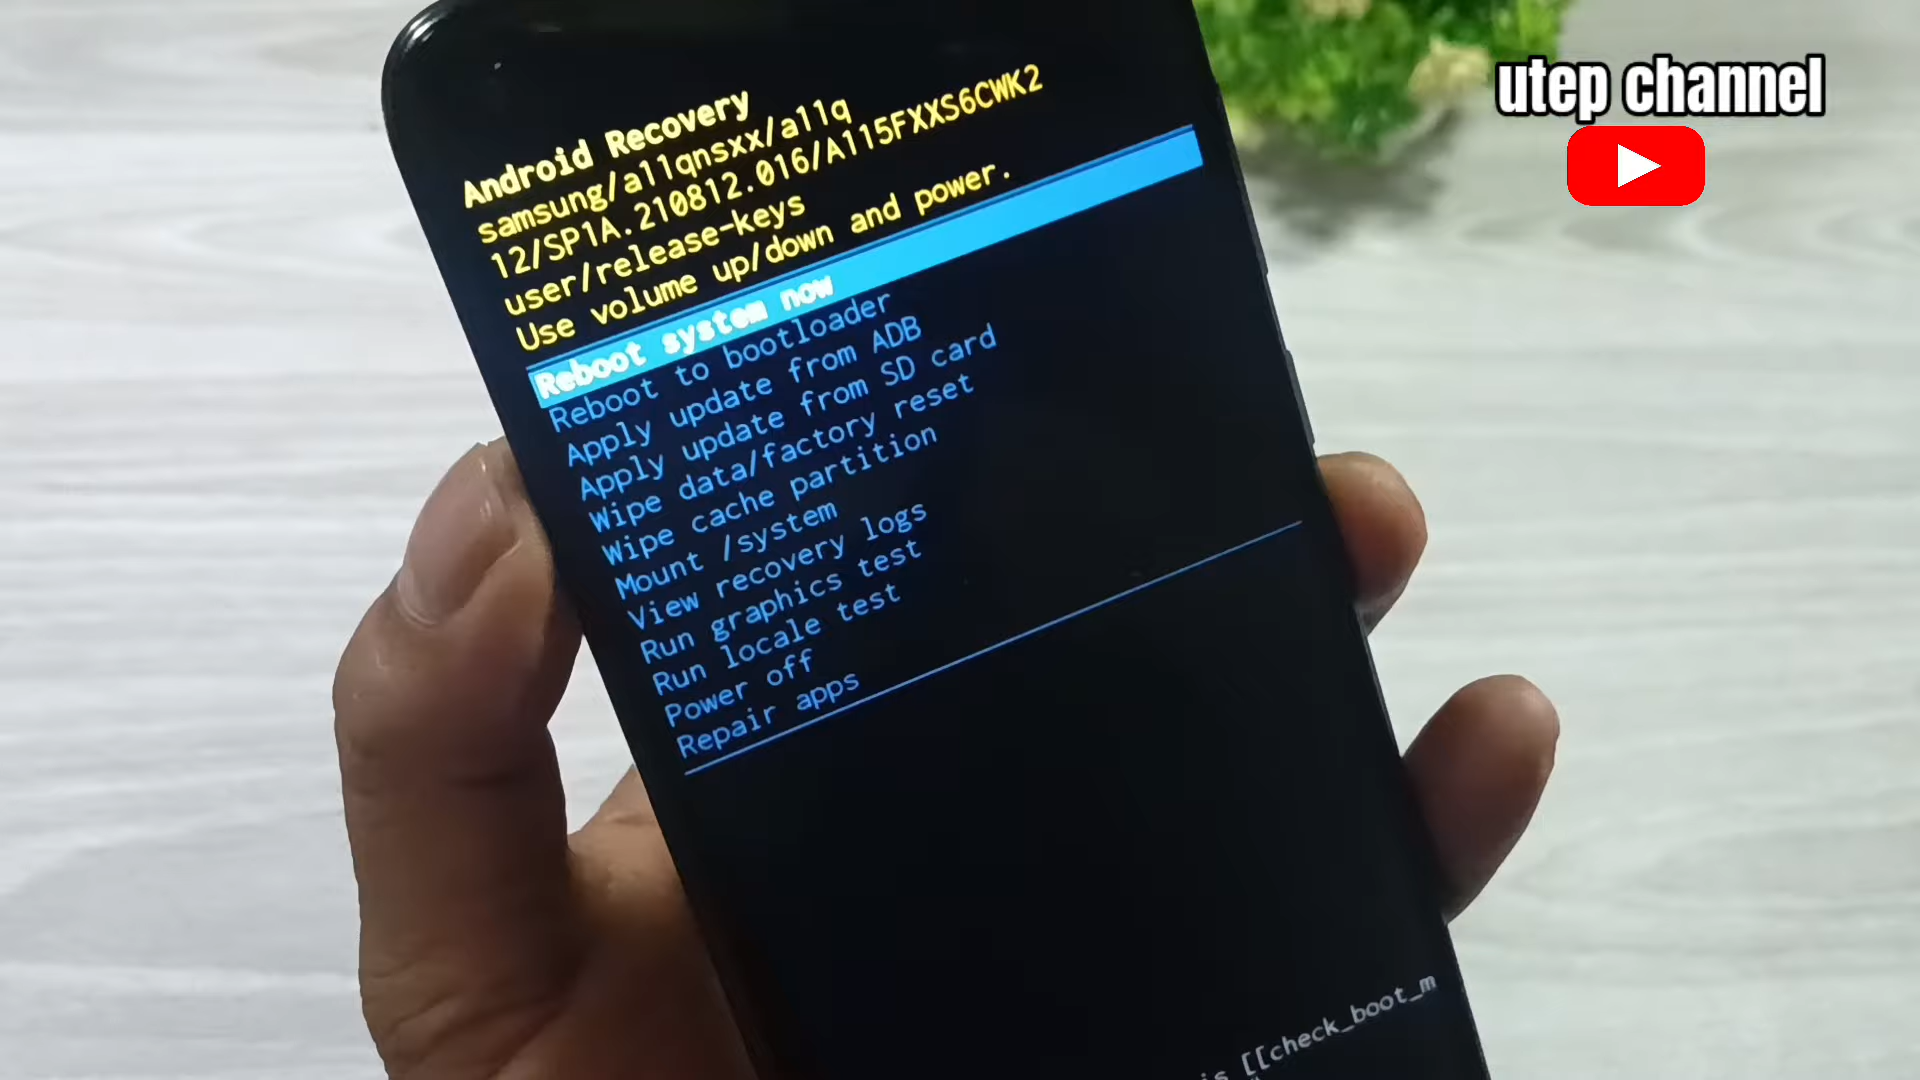 utep channel
Android Recovery
samsung/a11qnsxx/a11q
12/SP1A.210812.016/A115FXXS6CWK2
user/release-keys
Use volume up/down and power.
Reboot system now
Reboot to bootloader
Apply update from ADB
Apply update from SD card
Wipe data/factory reset
Wipe cache partition
Mount /system
View recovery logs
Run graphics test
Run locale test
Power off
Repair apps
is [[check_boot_m